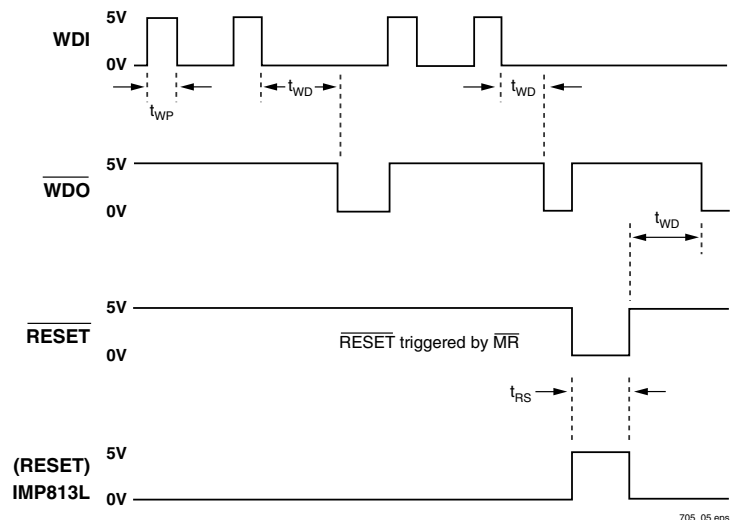 WDI
5V
0V
tWP
tWD
tWD
WDO
5V
0V
tWD
RESET
5V
0V
RESET triggered by MR
tRS
(RESET)
IMP813L
5V
0V
705_05.eps